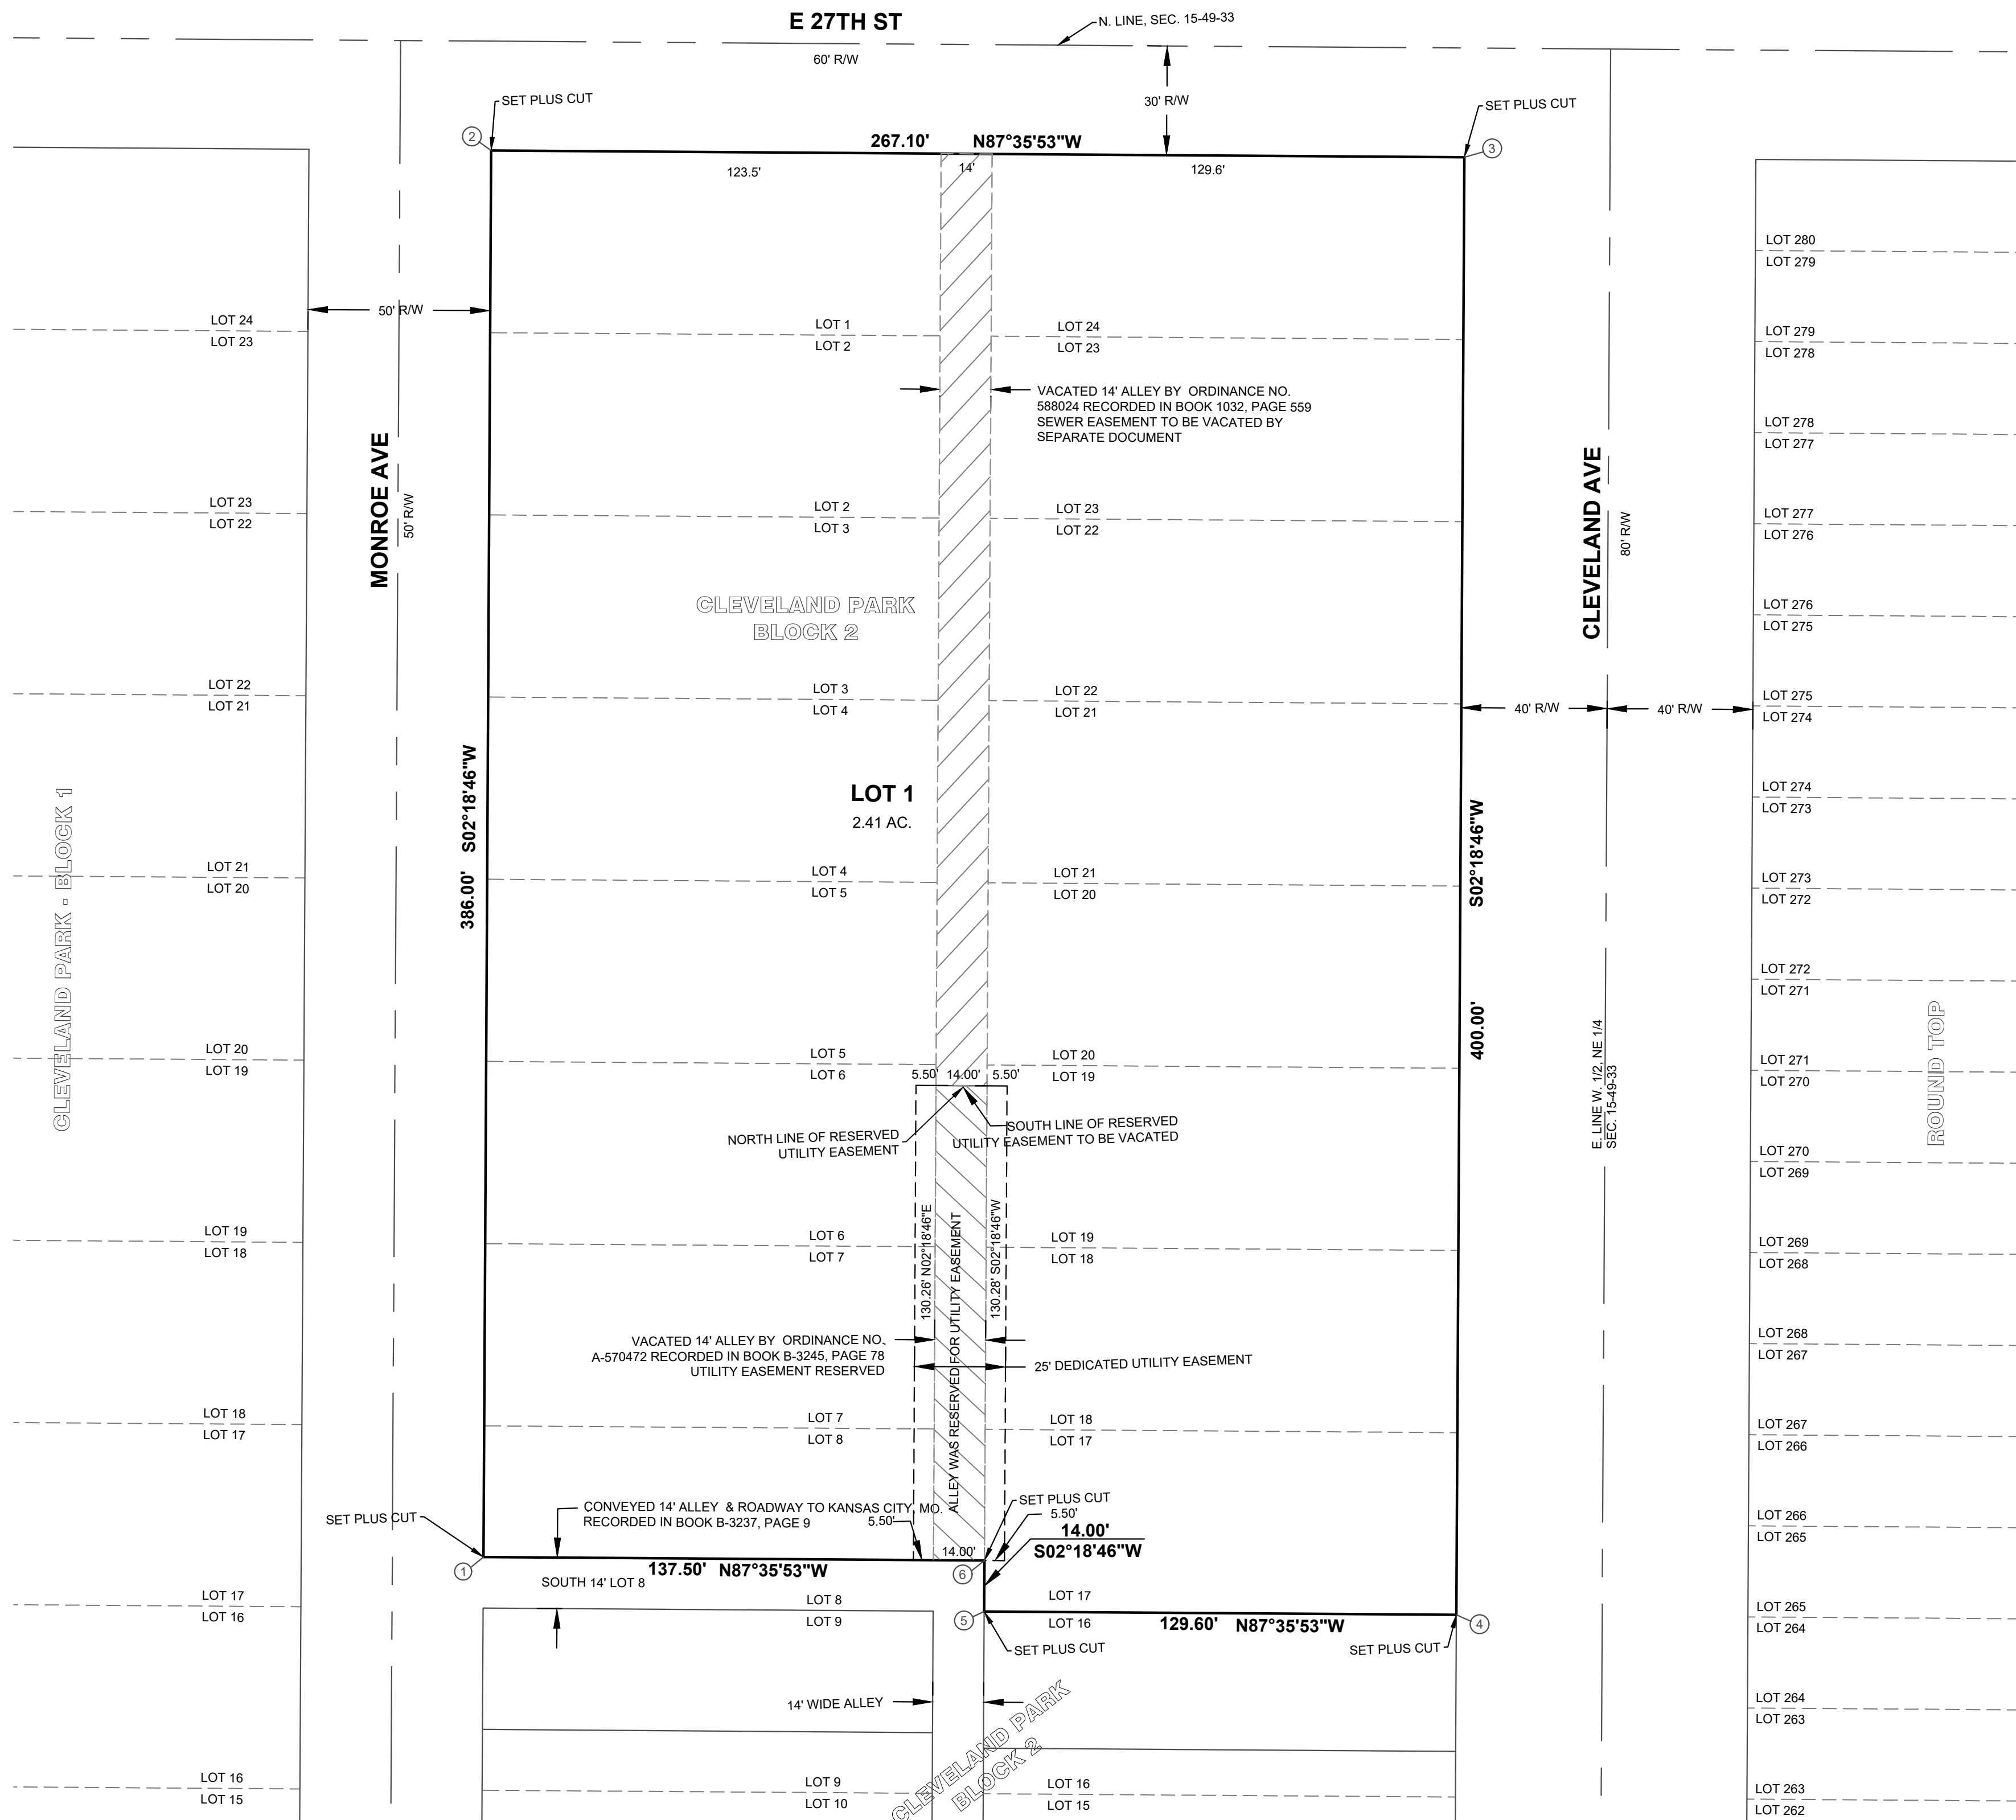 E 27TH ST
N. LINE, SEC. 15-49-33
60' R/W
30' R/W
SET PLUS CUT
SET PLUS CUT
2
267.10' N87°35'53"W
3
123.5'
14'
129.6'
50' R/W
LOT 24
LOT 23
LOT 1
LOT 2
LOT 24
LOT 23
LOT 280
LOT 279
LOT 279
LOT 278
VACATED 14' ALLEY BY ORDINANCE NO.
588024 RECORDED IN BOOK 1032, PAGE 559
SEWER EASEMENT TO BE VACATED BY
SEPARATE DOCUMENT
LOT 278
LOT 277
MONROE AVE
50' R/W
CLEVELAND AVE
80' R/W
LOT 23
LOT 22
LOT 2
LOT 3
LOT 23
LOT 22
LOT 277
LOT 276
CLEVELAND PARK
BLOCK 2
LOT 276
LOT 275
LOT 22
LOT 21
LOT 3
LOT 4
LOT 22
LOT 21
40' R/W
40' R/W
LOT 275
LOT 274
386.00' S02°18'46"W
LOT 1
2.41 AC.
S02°18'46"W
400.00'
LOT 274
LOT 273
CLEVELAND PARK - BLOCK 1
LOT 21
LOT 20
LOT 4
LOT 5
LOT 21
LOT 20
LOT 273
LOT 272
LOT 272
LOT 271
ROUND TOP
E. LINE W. 1/2, NE 1/4
SEC. 15-49-33
LOT 20
LOT 19
LOT 5
LOT 6
LOT 20
LOT 19
LOT 271
LOT 270
5.50'
14.00'
5.50'
NORTH LINE OF RESERVED
UTILITY EASEMENT
SOUTH LINE OF RESERVED
UTILITY EASEMENT TO BE VACATED
LOT 270
LOT 269
130.26' N02°18'46"E
ALLEY WAS RESERVED FOR UTILITY EASEMENT
130.28' S02°18'46"W
LOT 19
LOT 18
LOT 6
LOT 7
LOT 19
LOT 18
LOT 269
LOT 268
VACATED 14' ALLEY BY ORDINANCE NO.
A-570472 RECORDED IN BOOK B-3245, PAGE 78
UTILITY EASEMENT RESERVED
25' DEDICATED UTILITY EASEMENT
LOT 268
LOT 267
LOT 18
LOT 17
LOT 7
LOT 8
LOT 18
LOT 17
LOT 267
LOT 266
SET PLUS CUT
CONVEYED 14' ALLEY & ROADWAY TO KANSAS CITY, MO.
RECORDED IN BOOK B-3237, PAGE 9
5.50'
SET PLUS CUT
5.50'
14.00'
S02°18'46"W
LOT 266
LOT 265
14.00'
1
137.50' N87°35'53"W
6
SOUTH 14' LOT 8
LOT 17
LOT 16
LOT 8
LOT 9
5
LOT 17
LOT 16
129.60' N87°35'53"W
4
LOT 265
LOT 264
SET PLUS CUT
SET PLUS CUT
14' WIDE ALLEY
CLEVELAND PARK
BLOCK 2
LOT 264
LOT 263
LOT 16
LOT 15
LOT 9
LOT 10
LOT 16
LOT 15
LOT 263
LOT 262